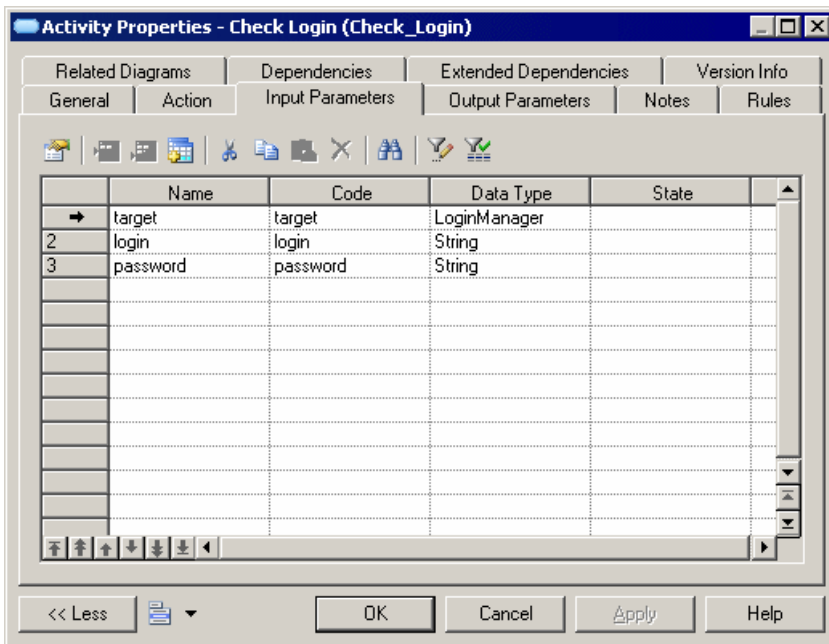 Activity Properties - Check Login (Check_Login)
Related Diagrams Dependencies Extended Dependencies Version Info
General Action Input Parameters Output Parameters Notes Rules
Name Code Data Type State
target target LoginManager
2 login login String
3 password password String
<< Less OK Cancel Apply Help